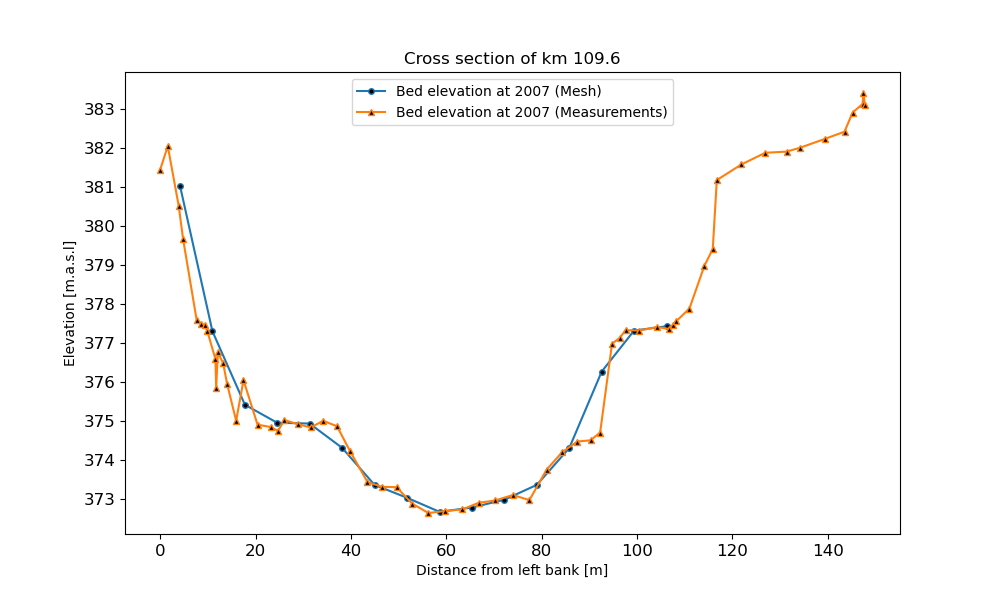 Cross section of km 109.6
Bed elevation at 2007 (Mesh)
Bed elevation at 2007 (Measurements)
Elevation [m.a.s.l]
383
382
381
380
379
378
377
376
375
374
373
0 20 40 60 80 100 120 140
Distance from left bank [m]